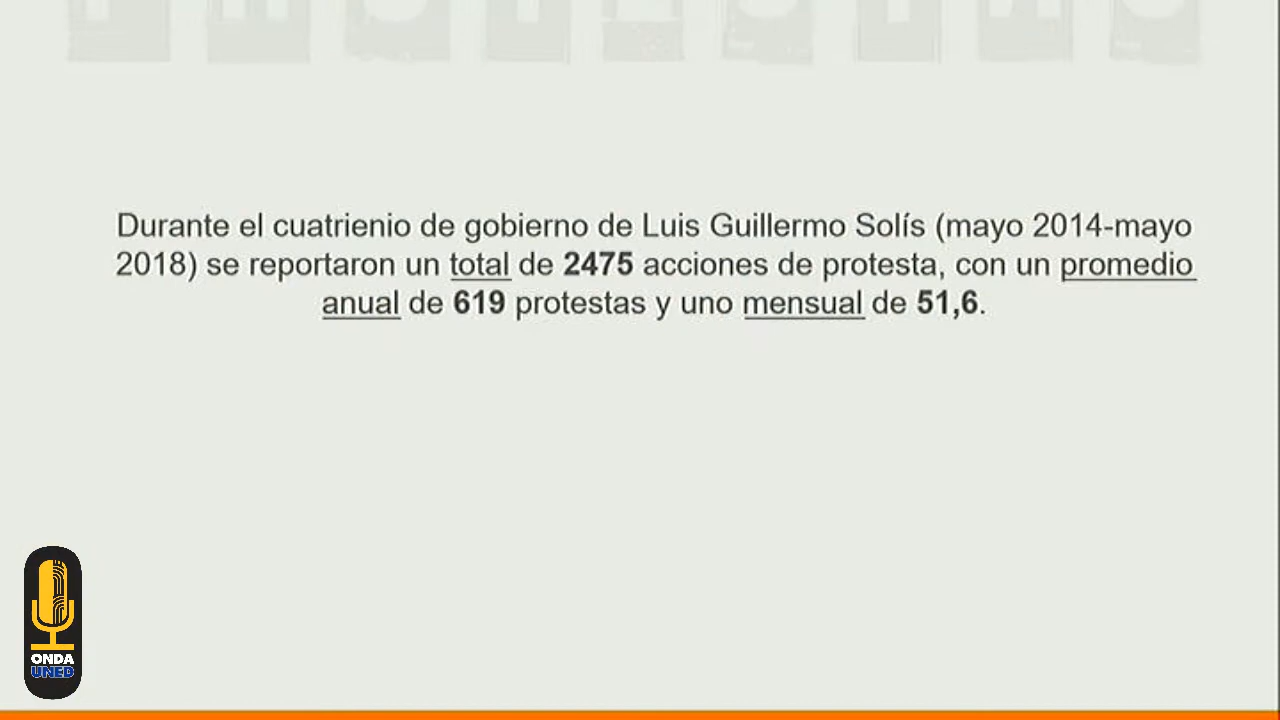 Durante el cuatrienio de gobierno de Luis Guillermo Solís (mayo 2014-mayo
2018) se reportaron un total de 2475 acciones de protesta, con un promedio
anual de 619 protestas y uno mensual de 51,6.
ONDA
UNED